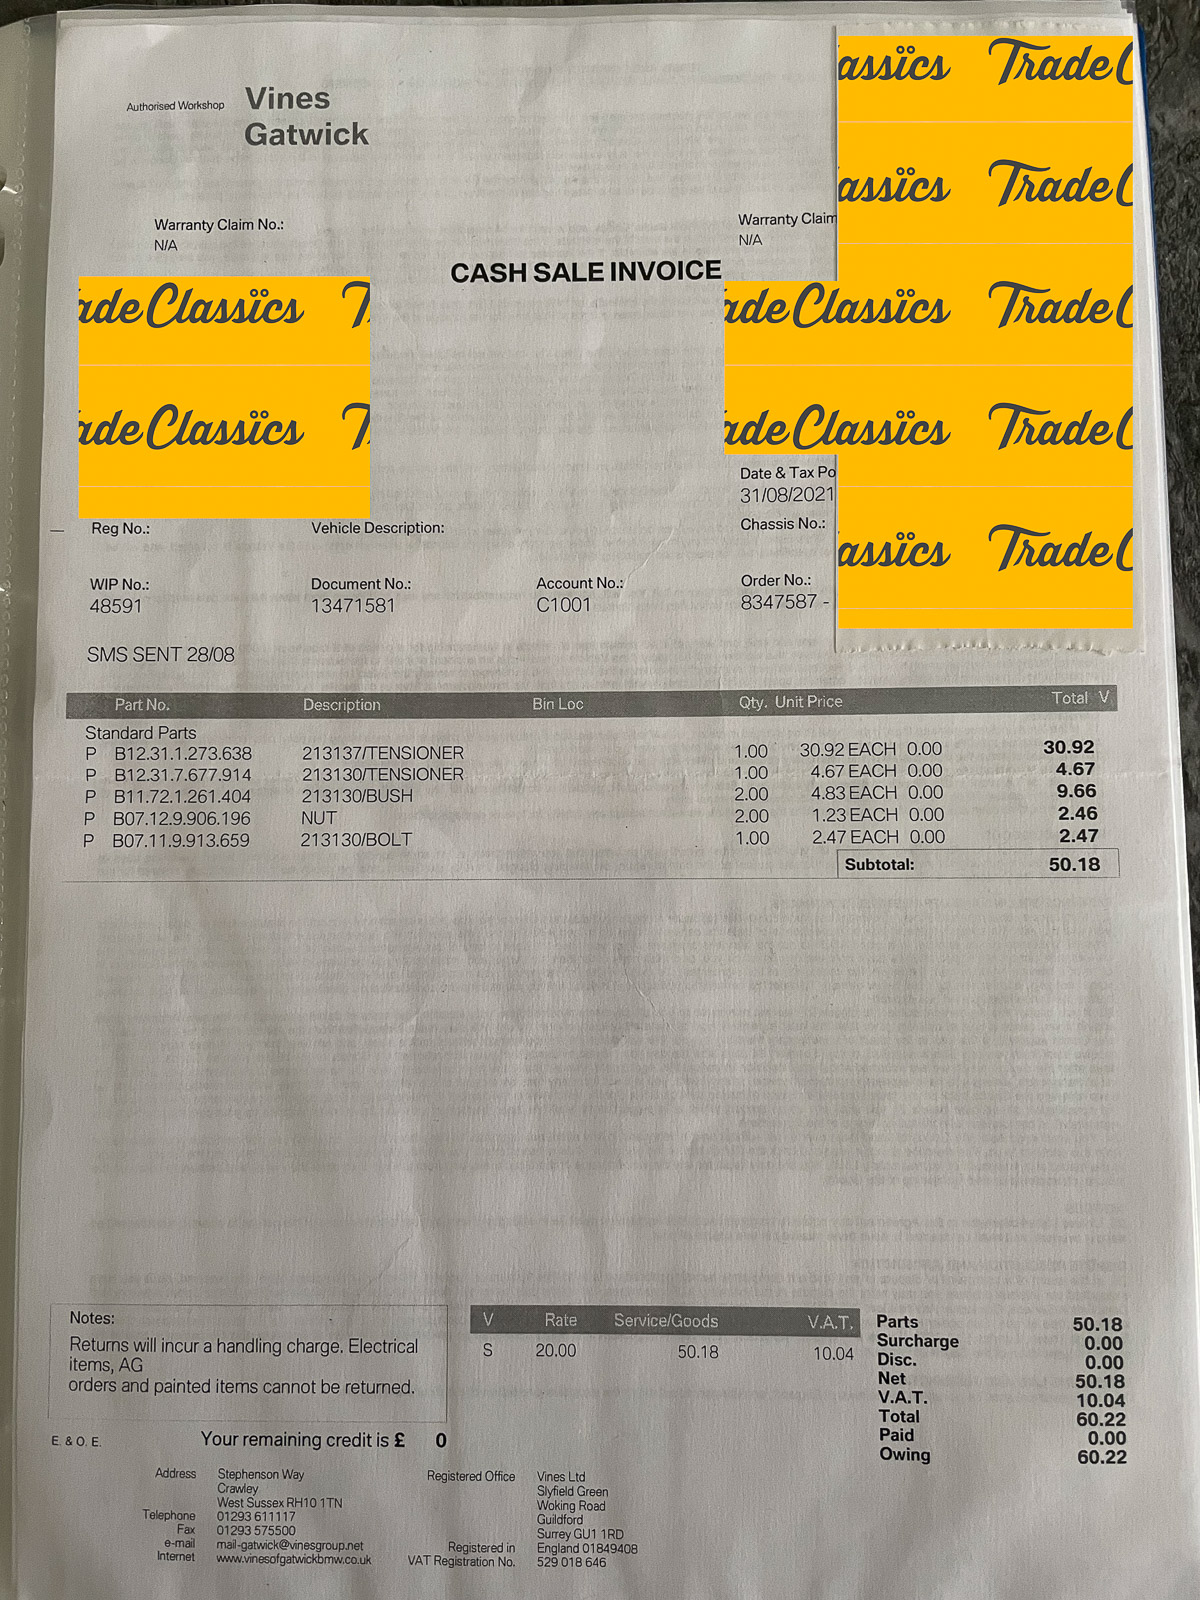 Authorised Workshop Vines
Gatwick
assïcs Trade C
assïcs Trade C
Warranty Claim No.: Warranty Claim
N/A N/A
CASH SALE INVOICE
ade Classïcs T ade Classïcs Trade C
ade Classïcs T ade Classïcs Trade C
Date & Tax Po
31/08/2021
Reg No.: Vehicle Description: Chassis No.:
assïcs Trade C
WIP No.: Document No.: Account No.: Order No.:
48591 13471581 C1001 8347587 -
SMS SENT 28/08
Part No. Description Bin Loc Qty. Unit Price Total V
Standard Parts
P B12.31.1.273.638 213137/TENSIONER 1.00 30.92 EACH 0.00 30.92
P B12.31.7.677.914 213130/TENSIONER 1.00 4.67 EACH 0.00 4.67
P B11.72.1.261.404 213130/BUSH 2.00 4.83 EACH 0.00 9.66
P B07.12.9.906.196 NUT 2.00 1.23 EACH 0.00 2.46
P B07.11.9.913.659 213130/BOLT 1.00 2.47 EACH 0.00 2.47
Subtotal: 50.18
Notes:
Returns will incur a handling charge. Electrical
items, AG
orders and painted items cannot be returned.
V Rate Service/Goods V.A.T.
S 20.00 50.18 10.04
Parts 50.18
Surcharge 0.00
Disc. 0.00
Net 50.18
V.A.T. 10.04
Total 60.22
Paid 0.00
Owing 60.22
E. & O. E. Your remaining credit is £ 0
Address Stephenson Way
Crawley
West Sussex RH10 1TN
Telephone 01293 611117
Fax 01293 575500
e-mail mail-gatwick@vinesgroup.net
Internet www.vinesofgatwickbmw.co.uk
Registered Office Vines Ltd
Slyfield Green
Woking Road
Guildford
Surrey GU1 1RD
Registered in England 01849408
VAT Registration No. 529 018 646